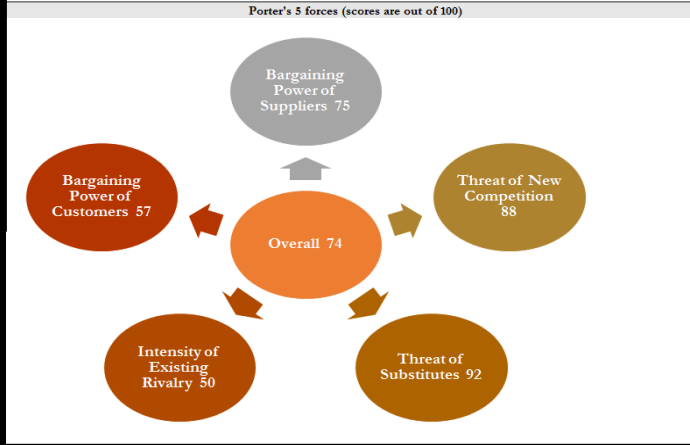 Porter's 5 forces (scores are out of 100)
Bargaining
Power of
Suppliers 75
Bargaining
Power of
Customers 57
Threat of New
Competition
88
Overall 74
Intensity of
Existing
Rivalry 50
Threat of
Substitutes 92